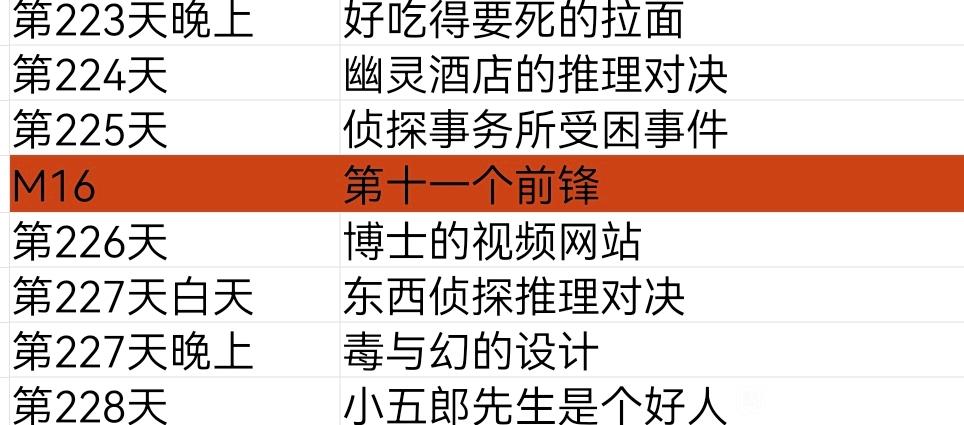 第223天晚上 好吃得要死的拉面
第224天 幽灵酒店的推理对决
第225天 侦探事务所受困事件
M16 第十一个前锋
第226天 博士的视频网站
第227天白天 东西侦探推理对决
第227天晚上 毒与幻的设计
第228天 小五郎先生是个好人